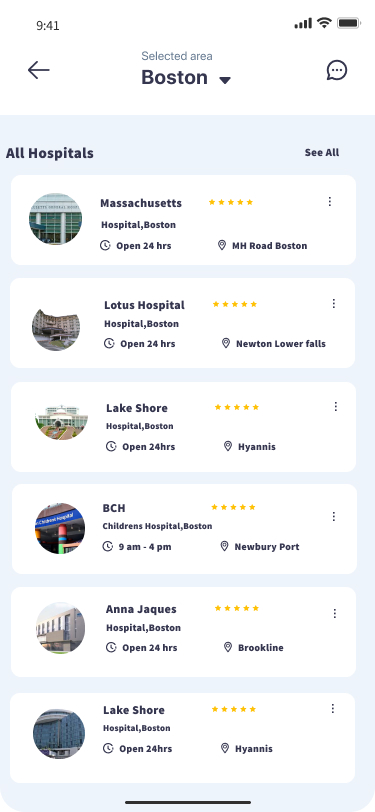 9:41
Selected area
Boston
All Hospitals
See All
Massachusetts
Hospital,Boston
Open 24 hrs
MH Road Boston
Lotus Hospital
Hospital,Boston
Open 24 hrs
Newton Lower falls
Lake Shore
Hospital,Boston
Open 24hrs
Hyannis
BCH
Childrens Hospital,Boston
9 am - 4 pm
Newbury Port
Anna Jaques
Hospital,Boston
Open 24 hrs
Brookline
Lake Shore
Hospital,Boston
Open 24hrs
Hyannis